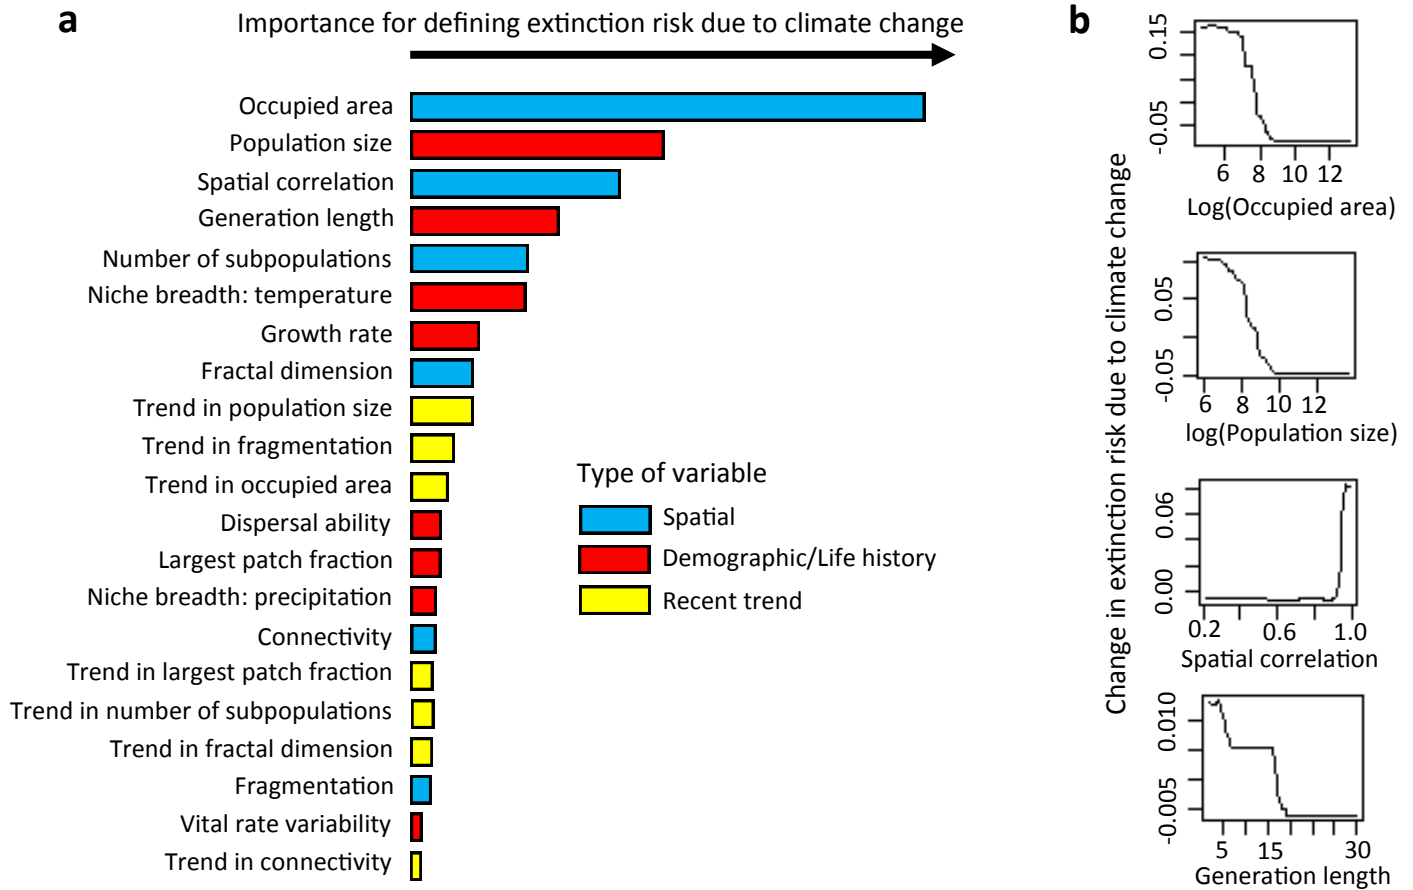 a
Importance for defining extinction risk due to climate change
Occupied area
Population size
Spatial correlation
Generation length
Number of subpopulations
Niche breadth: temperature
Growth rate
Fractal dimension
Trend in population size
Trend in fragmentation
Trend in occupied area
Dispersal ability
Largest patch fraction
Niche breadth: precipitation
Connectivity
Trend in largest patch fraction
Trend in number of subpopulations
Trend in fractal dimension
Fragmentation
Vital rate variability
Trend in connectivity
Type of variable
Spatial
Demographic/Life history
Recent trend
b
Change in extinction risk due to climate change
0.15
-0.05
6 8 10 12
Log(Occupied area)
0.05
-0.05
6 8 10 12
log(Population size)
0.06
0.00
0.2 0.6 1.0
Spatial correlation
0.010
-0.005
5 15 30
Generation length